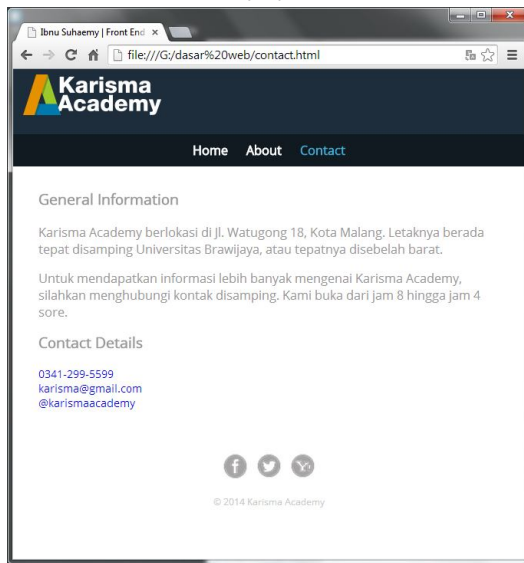 Ibnu Suhaemy | Front End
file:///G:/dasar%20web/contact.html
Karisma
Academy
Home About Contact
General Information
Karisma Academy berlokasi di Jl. Watugong 18, Kota Malang. Letaknya berada
tepat disamping Universitas Brawijaya, atau tepatnya disebelah barat.
Untuk mendapatkan informasi lebih banyak mengenai Karisma Academy,
silahkan menghubungi kontak disamping. Kami buka dari jam 8 hingga jam 4
sore.
Contact Details
0341-299-5599
karisma@gmail.com
@karismaacademy
© 2014 Karisma Academy